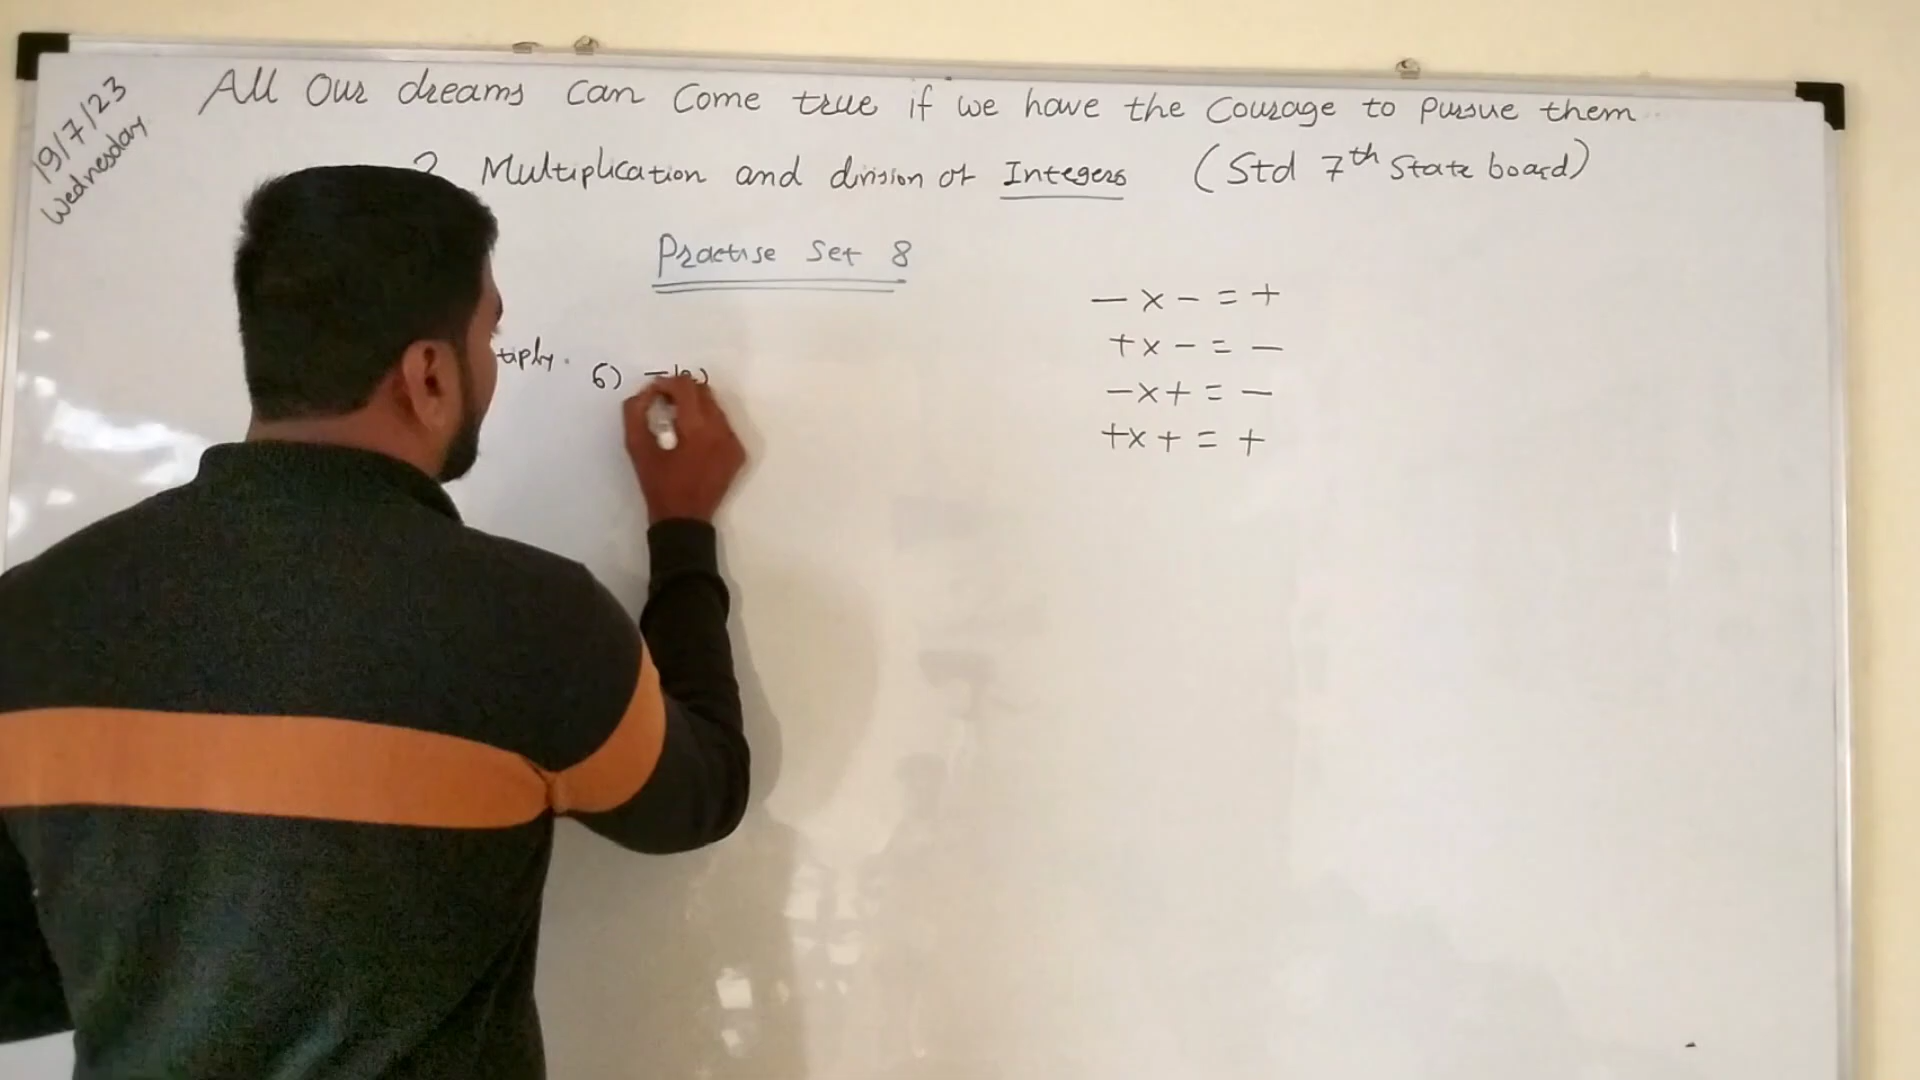 19/7/23
Wednesday
All Our dreams can come true if we have the Courage to pursue them
2 Multiplication and division of Integers (Std 7th State board)
Practise Set 8
- x - = +
+ x - = -
- x + = -
+ x + = +
tiply.
6)